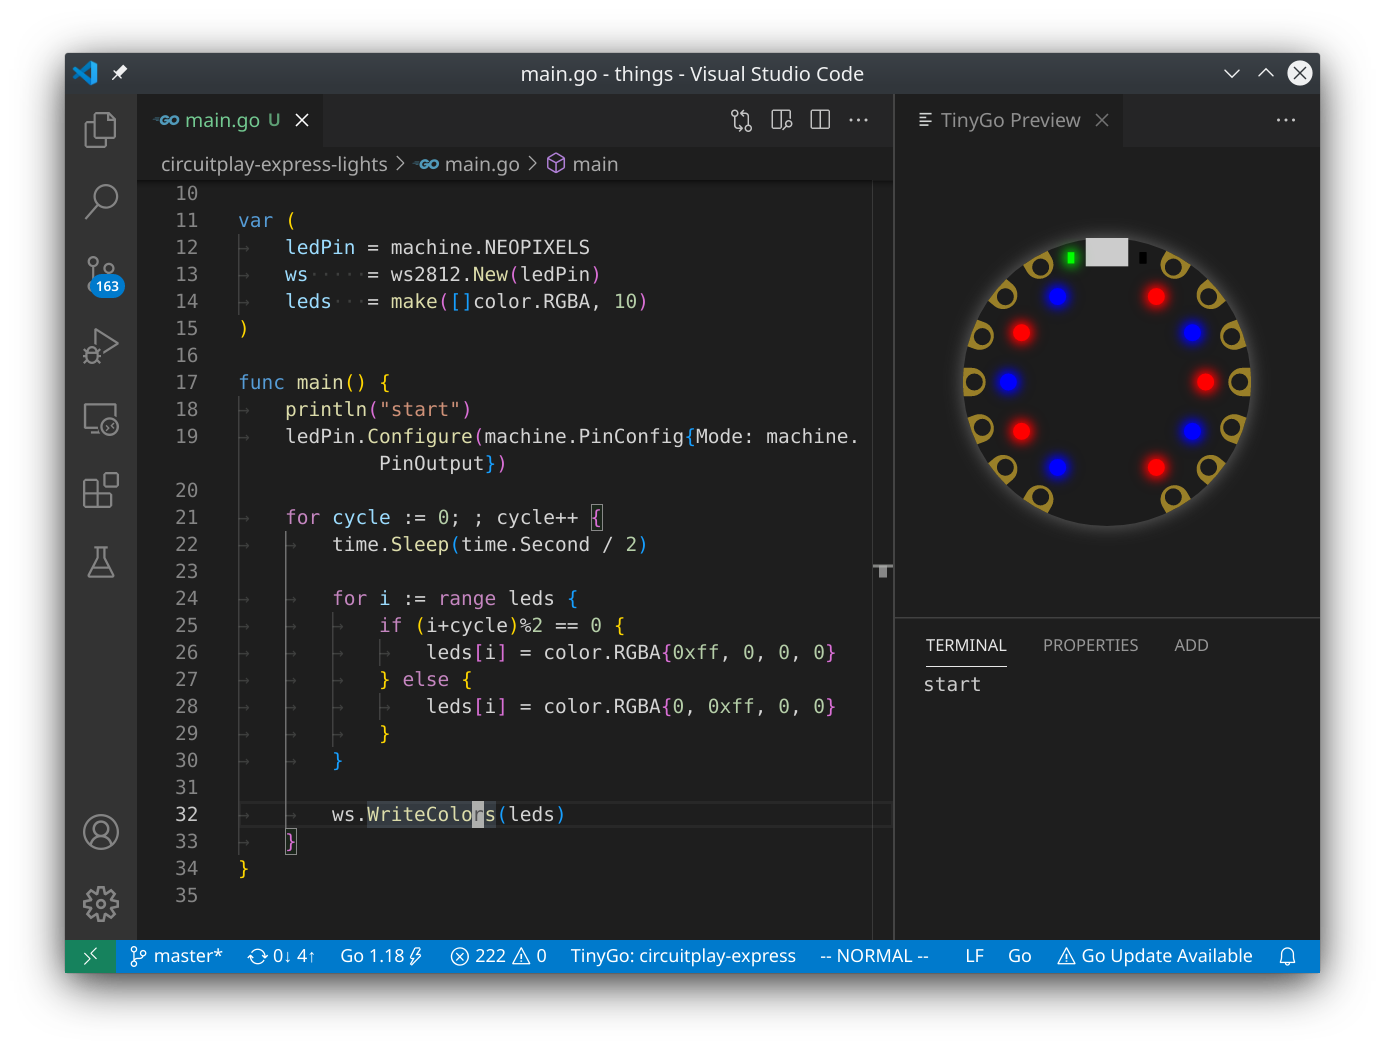 main.go - things - Visual Studio Code
GO main.go U
TinyGo Preview
circuitplay-express-lights > GO main.go > main
163
10
11 var (
12 ledPin = machine.NEOPIXELS
13 ws = ws2812.New(ledPin)
14 leds = make([]color.RGBA, 10)
15 )
16
17 func main() {
18 println("start")
19 ledPin.Configure(machine.PinConfig{Mode: machine.
PinOutput})
20
21 for cycle := 0; ; cycle++ {
22 time.Sleep(time.Second / 2)
23
24 for i := range leds {
25 if (i+cycle)%2 == 0 {
26 leds[i] = color.RGBA{0xff, 0, 0, 0}
27 } else {
28 leds[i] = color.RGBA{0, 0xff, 0, 0}
29 }
30 }
31
32 ws.WriteColors(leds)
33 }
34 }
35
TERMINAL PROPERTIES ADD
start
master* 0↓ 4↑ Go 1.18 222 0 TinyGo: circuitplay-express -- NORMAL -- LF Go Go Update Available